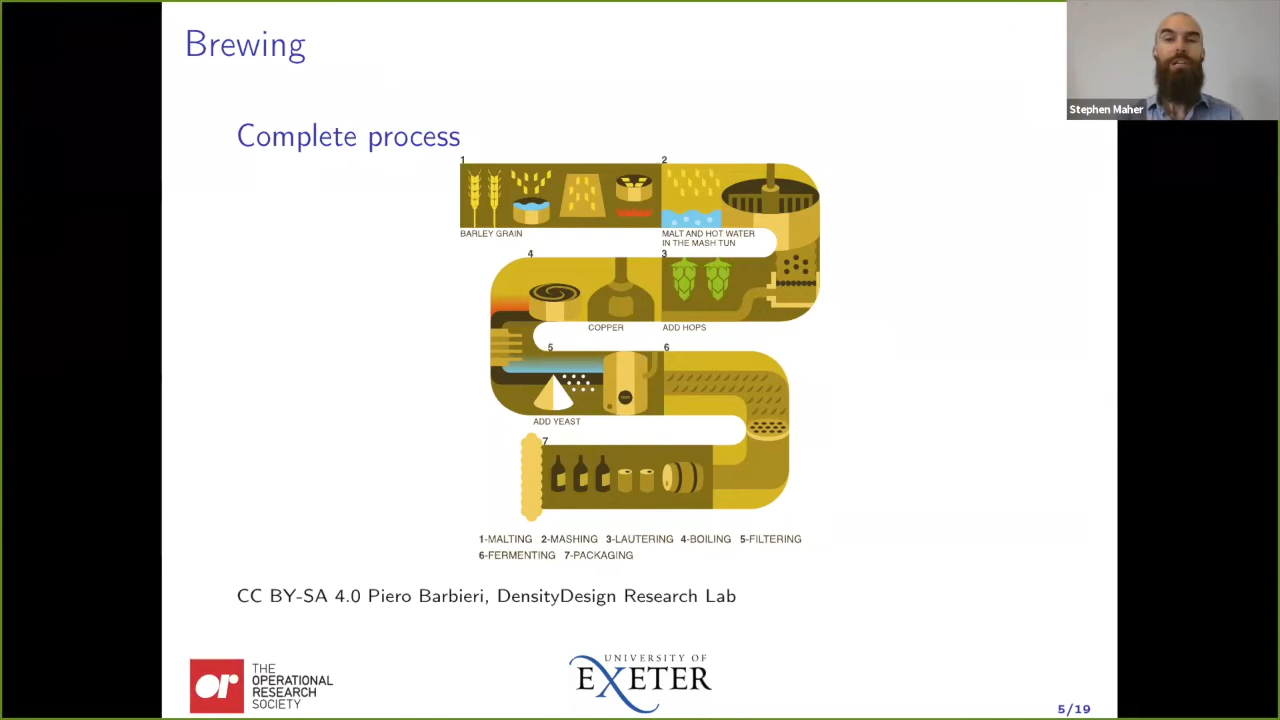 Brewing
Stephen Maher
Complete process
1
2
BARLEY GRAIN
MALT AND HOT WATER
IN THE MASH TUN
4
3
COPPER
ADD HOPS
5
6
ADD YEAST
7
1-MALTING 2-MASHING 3-LAUTERING 4-BOILING 5-FILTERING
6-FERMENTING 7-PACKAGING
CC BY-SA 4.0 Piero Barbieri, DensityDesign Research Lab
or
THE
OPERATIONAL
RESEARCH
SOCIETY
UNIVERSITY OF
EXETER
5/19